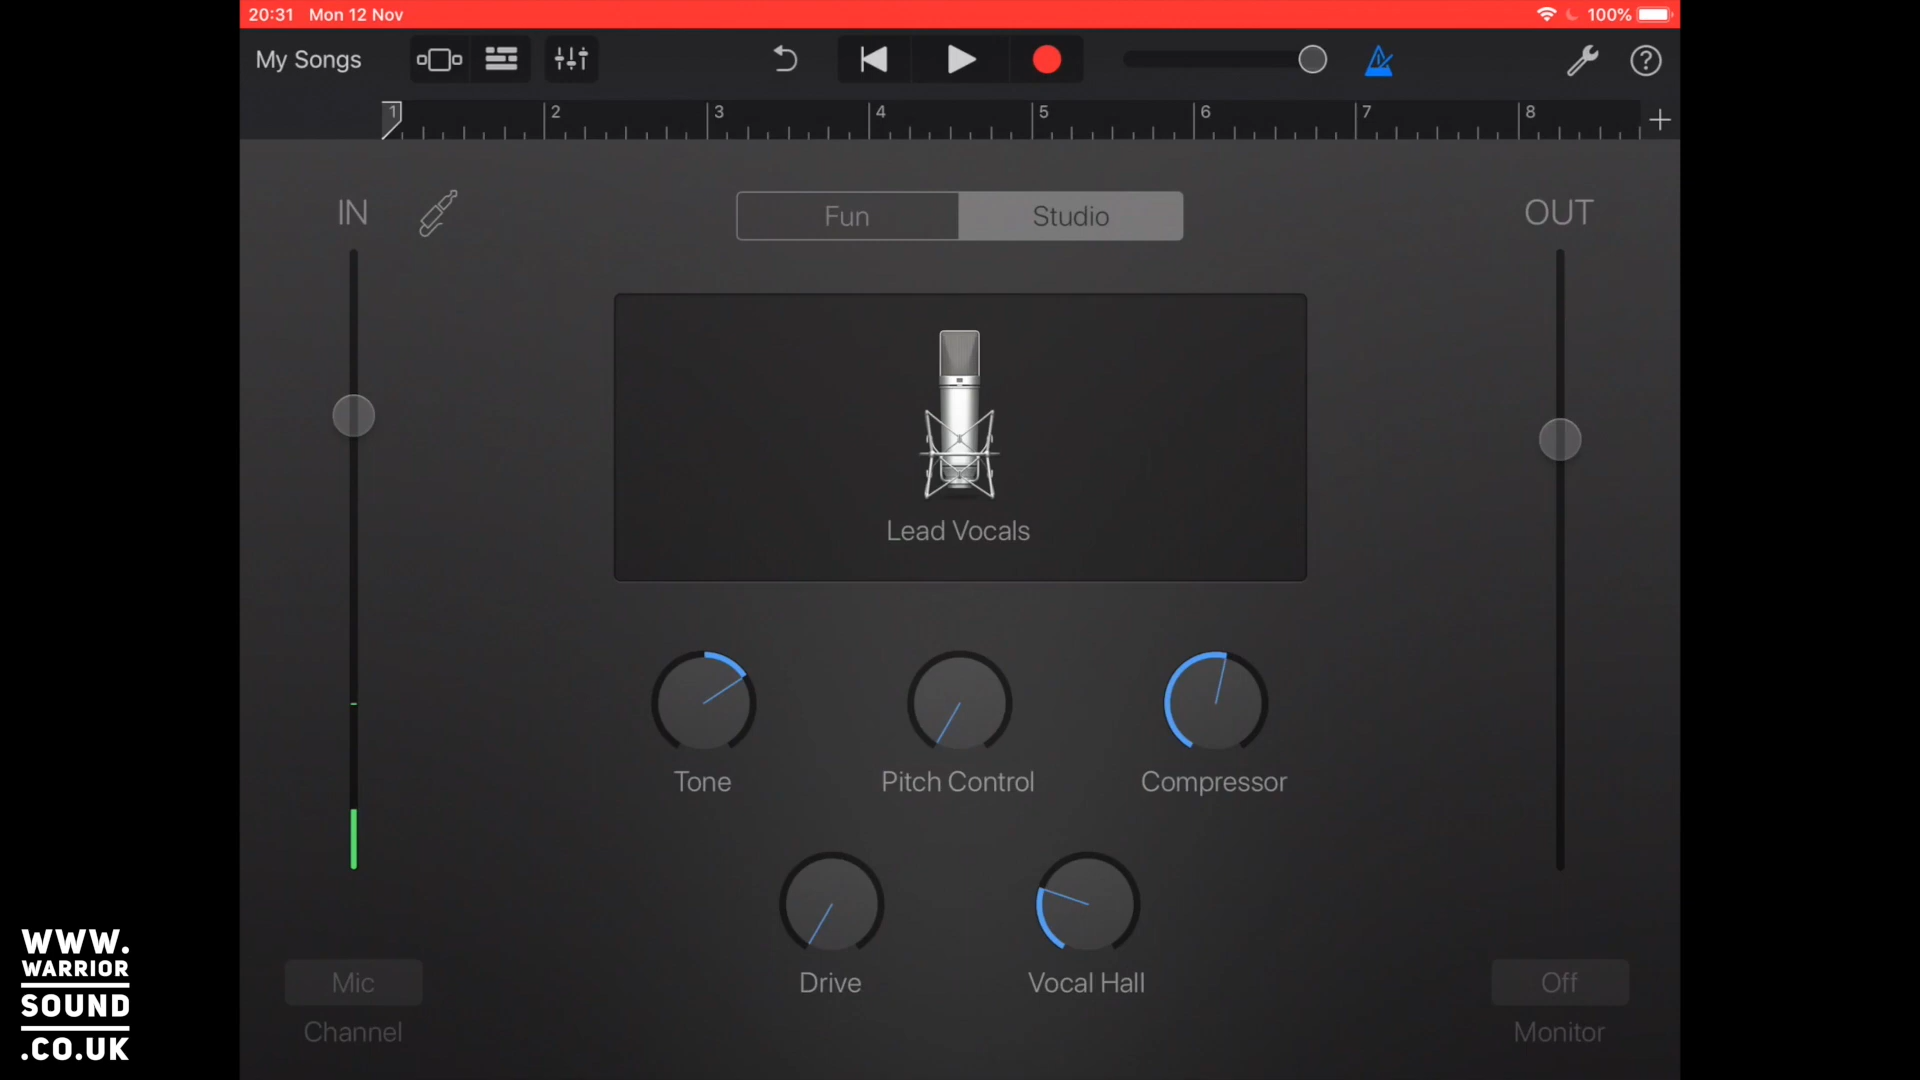 20:31 Mon 12 Nov 100%
My Songs ?
1 2 3 4 5 6 7 8 +
IN Fun Studio OUT
Lead Vocals
Tone Pitch Control Compressor
Drive Vocal Hall
Mic Off
Channel Monitor
WWW.
WARRIOR
SOUND
.CO.UK